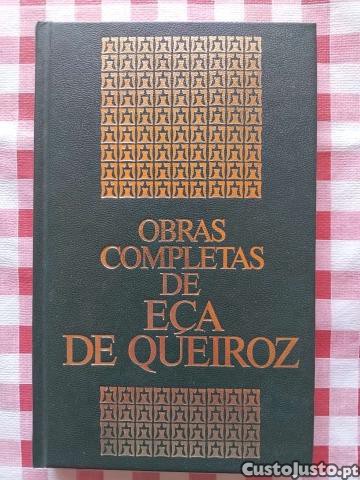 OBRAS
COMPLETAS
DE
EÇA
DE QUEIROZ
CustoJusto.pt